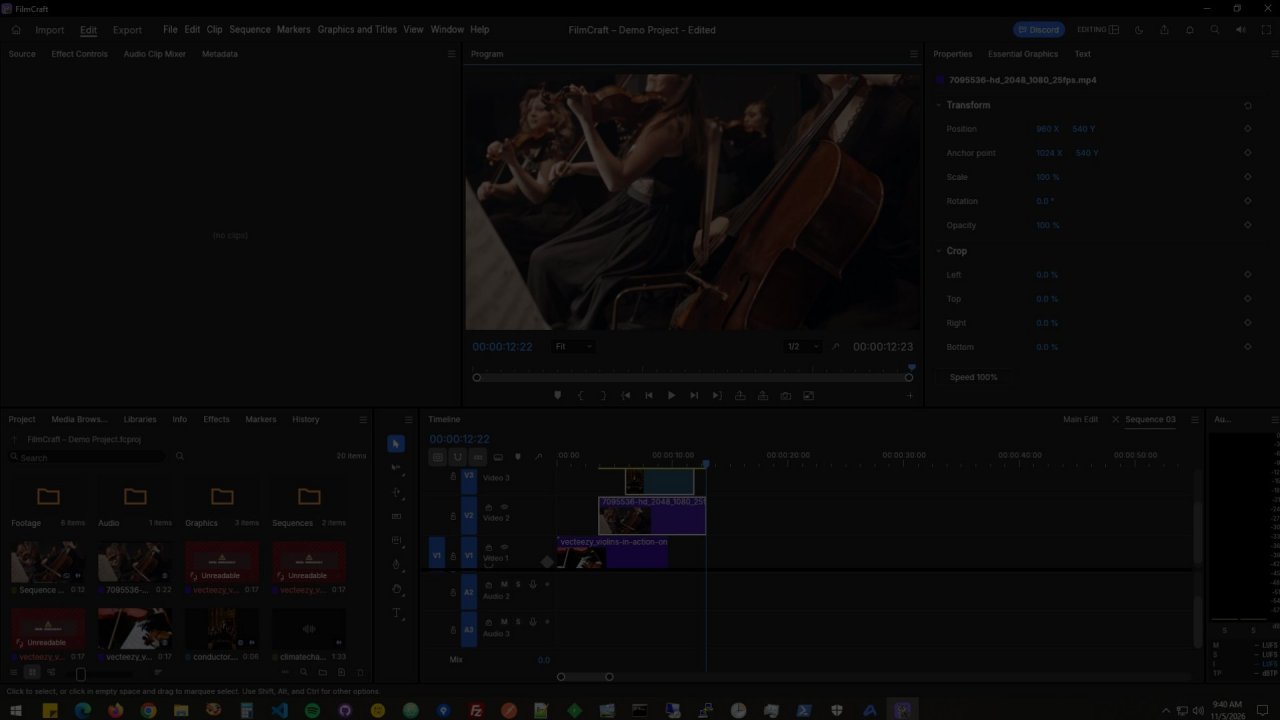 FilmCraft
Import Edit Export File Edit Clip Sequence Markers Graphics and Titles View Window Help
FilmCraft – Demo Project - Edited
Discord EDITING
Source Effect Controls Audio Clip Mixer Metadata
Program
Properties Essential Graphics Text
(no caps)
7095536-hd_2048_1080_25fps.mp4
Transform
Position 960 X 540 Y
Anchor point 1024 X 540 Y
Scale 100 %
Rotation 0.0 °
Opacity 100 %
Crop
Left 0.0 %
Top 0.0 %
Right 0.0 %
Bottom 0.0 %
Speed 100%
00:00:12:22 Fit 1/2 00:00:12:23
Project Media Brows... Libraries Info Effects Markers History
FilmCraft – Demo Project.fcproj
Search 20 items
Footage 6 items
Audio 1 items
Graphics 3 items
Sequences 2 items
Sequence ... 0:12
7095536-... 0:22
Unreadable
vecteezy_v... 0:17
Unreadable
vecteezy_v... 0:17
Unreadable
vecteezy_v... 0:17
vecteezy_v... 0:17
conductor... 0:06
climatecha... 1:33
Timeline Main Edit Sequence 03
00:00:12:22
:00:00 00:00:10:00 00:00:20:00 00:00:30:00 00:00:40:00 00:00:50:00
V3 Video 3
V2 Video 2
7095536-hd_2048_1080_25f
V1 V1 Video 1
vecteezy_violins-in-action-on
A2 M S Audio 2
A3 M S Audio 3
Mix 0.0
Au...
S S
M -- LUFS
S -- LUFS
I -- LUFS
TP -- dBTP
Click to select, or click in empty space and drag to marquee select. Use Shift, Alt, and Ctrl for other options.
9:40 AM
11/5/2026